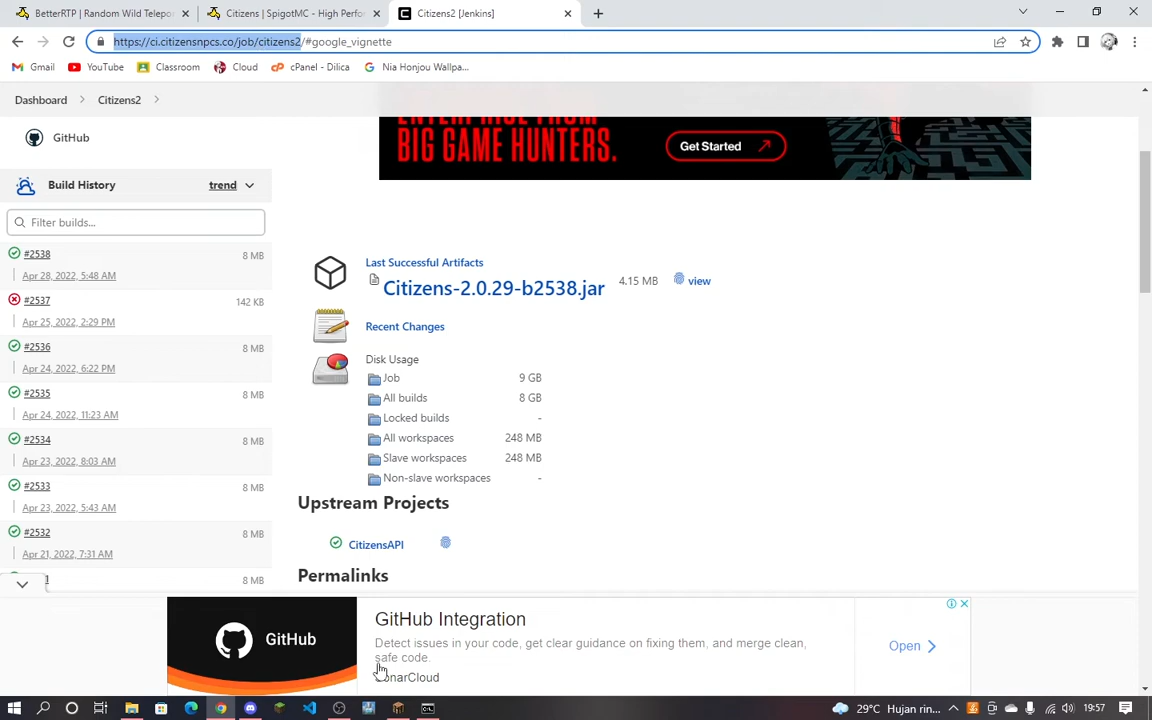 BetterRTP | Random Wild Telepor
Citizens | SpigotMC - High Perfor
Citizens2 [Jenkins]
https://ci.citizensnpcs.co/job/citizens2/#google_vignette
Gmail
YouTube
Classroom
Cloud
cPanel - Dilica
Nia Honjou Wallpa...
Dashboard
Citizens2
GitHub
ENTERPRISE FROM
BIG GAME HUNTERS.
Get Started
Build History
trend
Filter builds...
#2538
8 MB
Apr 28, 2022, 5:48 AM
#2537
142 KB
Apr 25, 2022, 2:29 PM
#2536
8 MB
Apr 24, 2022, 6:22 PM
#2535
8 MB
Apr 24, 2022, 11:23 AM
#2534
8 MB
Apr 23, 2022, 8:03 AM
#2533
8 MB
Apr 23, 2022, 5:43 AM
#2532
8 MB
Apr 21, 2022, 7:31 AM
1
8 MB
Last Successful Artifacts
Citizens-2.0.29-b2538.jar 4.15 MB view
Recent Changes
Disk Usage
Job 9 GB
All builds 8 GB
Locked builds -
All workspaces 248 MB
Slave workspaces 248 MB
Non-slave workspaces -
Upstream Projects
CitizensAPI
Permalinks
GitHub
GitHub Integration
Detect issues in your code, get clear guidance on fixing them, and merge clean,
safe code.
SonarCloud
Open
29°C Hujan rin...
19:57